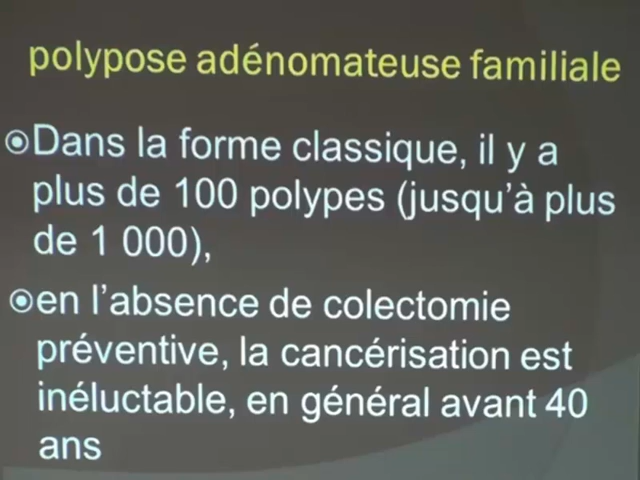 polypose adénomateuse familiale
Dans la forme classique, il y a
plus de 100 polypes (jusqu'à plus
de 1 000),
en l'absence de colectomie
préventive, la cancérisation est
inéluctable, en général avant 40
ans